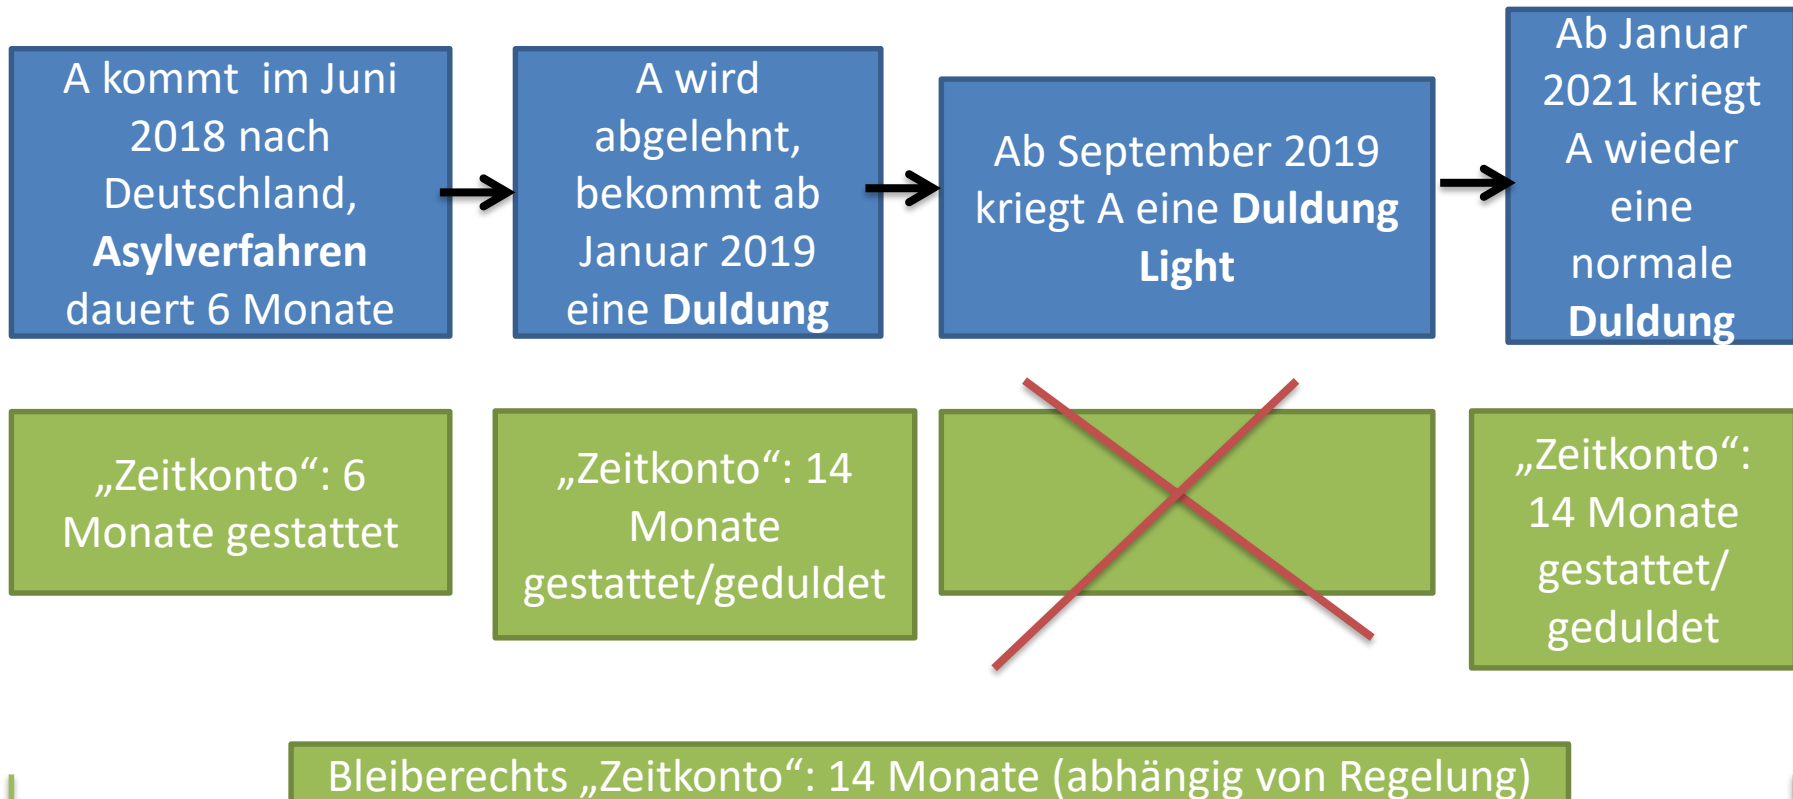 A kommt im Juni
2018 nach
Deutschland,
Asylverfahren
dauert 6 Monate
A wird
abgelehnt,
bekommt ab
Januar 2019
eine Duldung
Ab September 2019
kriegt A eine Duldung
Light
Ab Januar
2021 kriegt
A wieder
eine
normale
Duldung
„Zeitkonto“: 6
Monate gestattet
„Zeitkonto“: 14
Monate
gestattet/geduldet
„Zeitkonto“:
14 Monate
gestattet/
geduldet
Bleiberechts „Zeitkonto“: 14 Monate (abhängig von Regelung)